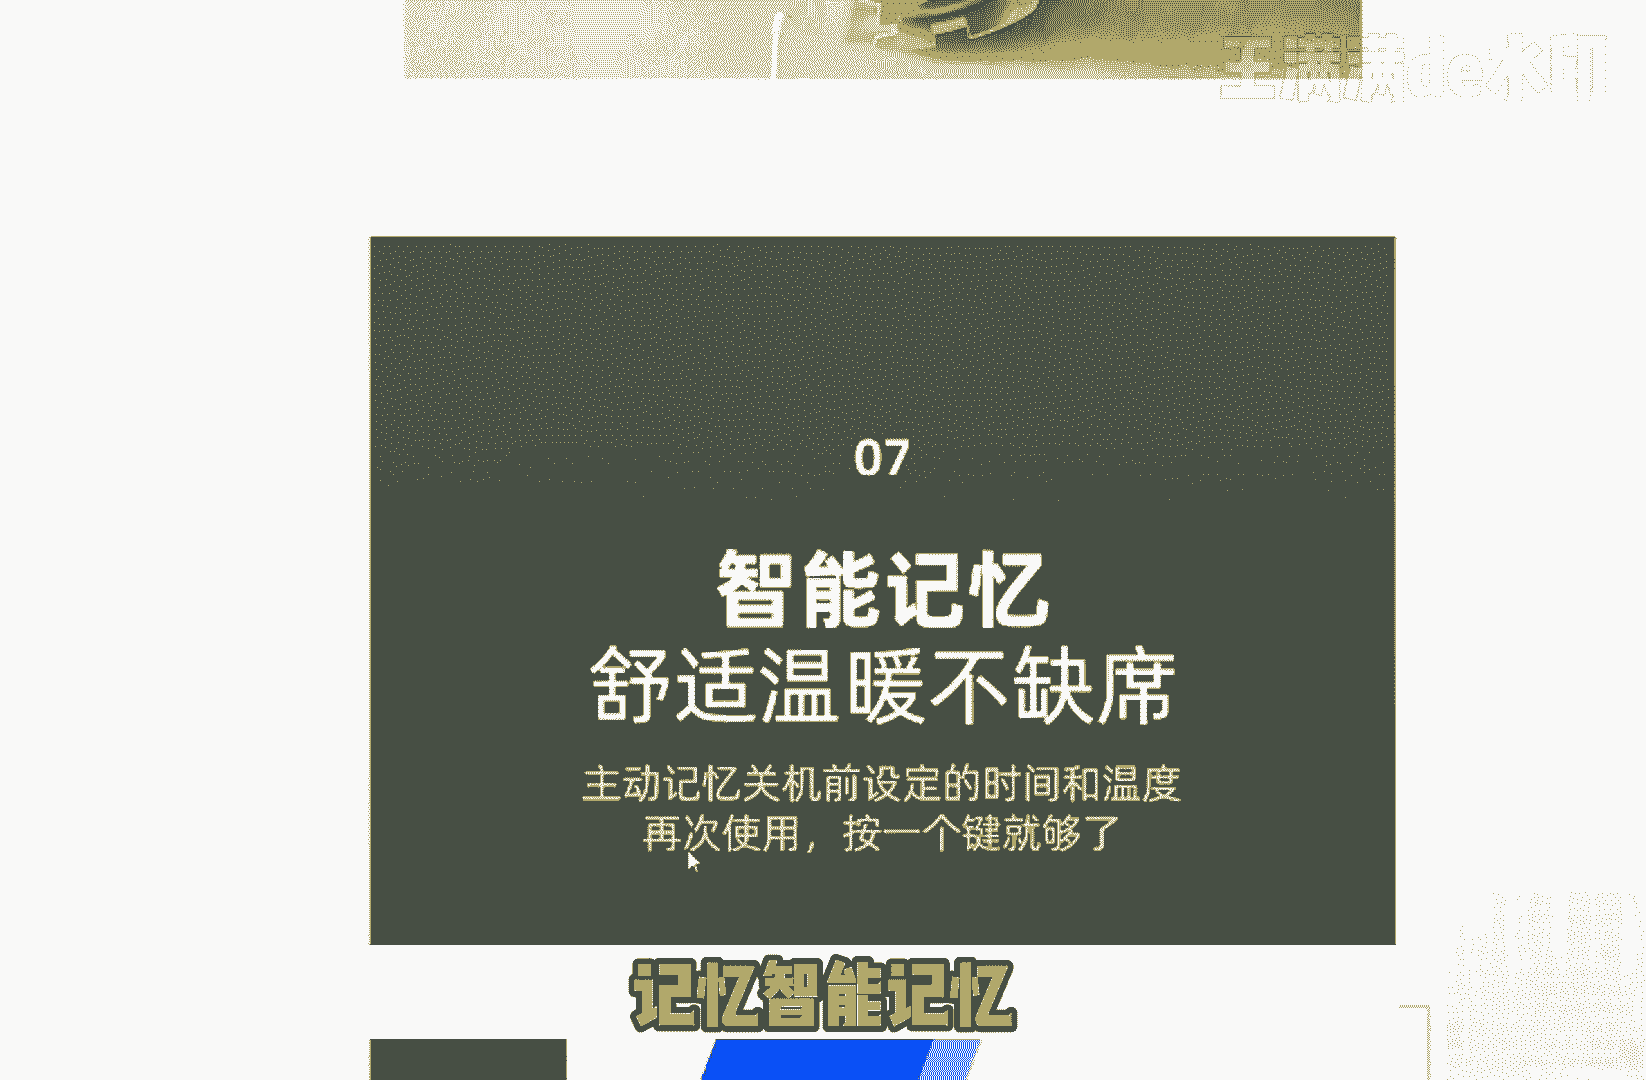 王满满de水印
07
智能记忆
舒适温暖不缺席
主动记忆关机前设定的时间和温度
再次使用，按一个键就够了
记忆智能记忆